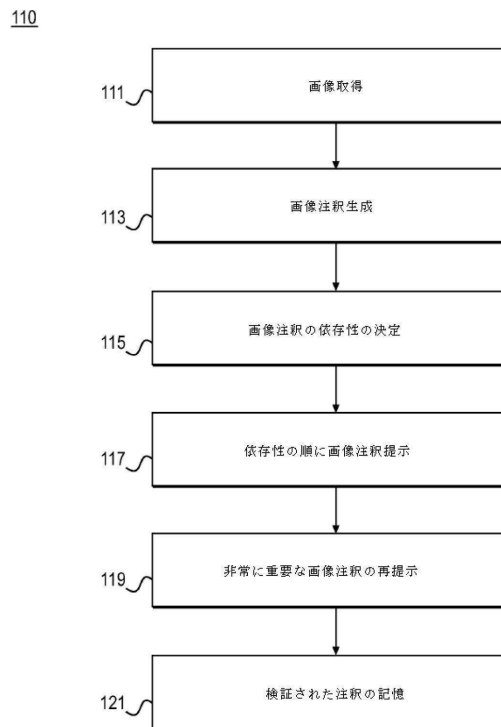 110
111
画像取得
113
画像注釈生成
115
画像注釈の依存性の決定
117
依存性の順に画像注釈提示
119
非常に重要な画像注釈の再提示
121
検証された注釈の記憶